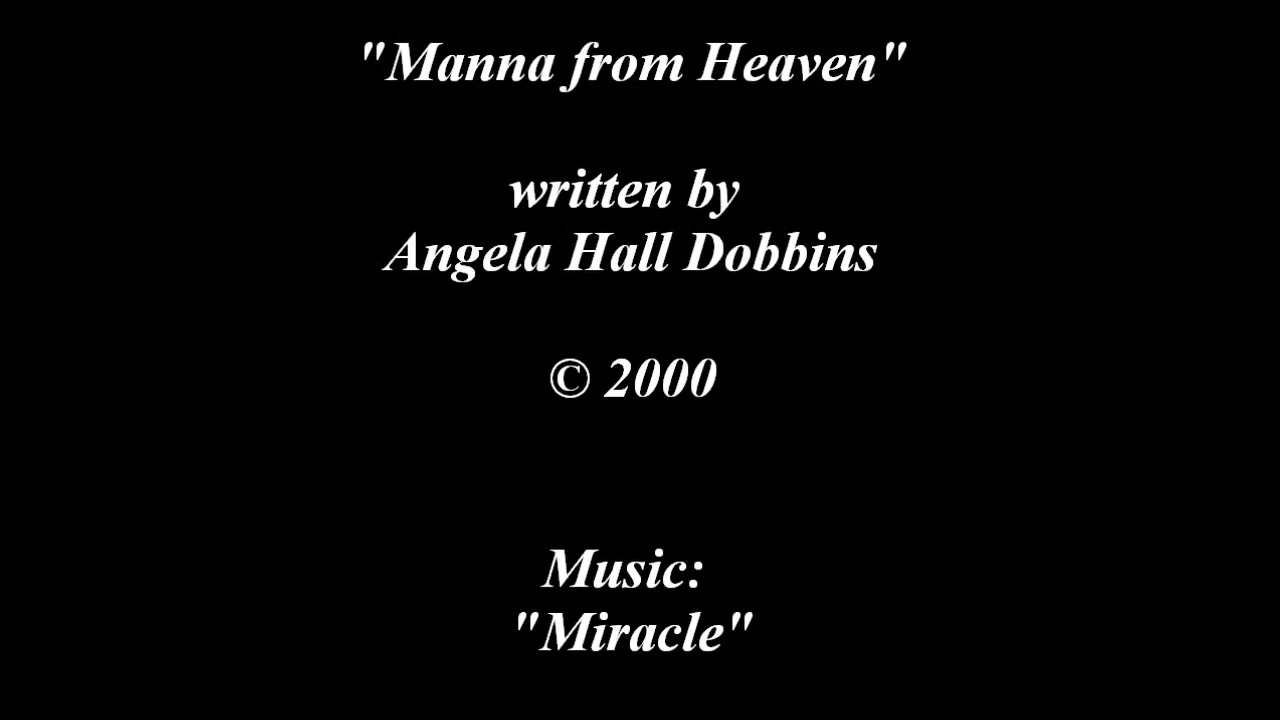 "Manna from Heaven"
written by
Angela Hall Dobbins
© 2000
Music:
"Miracle"